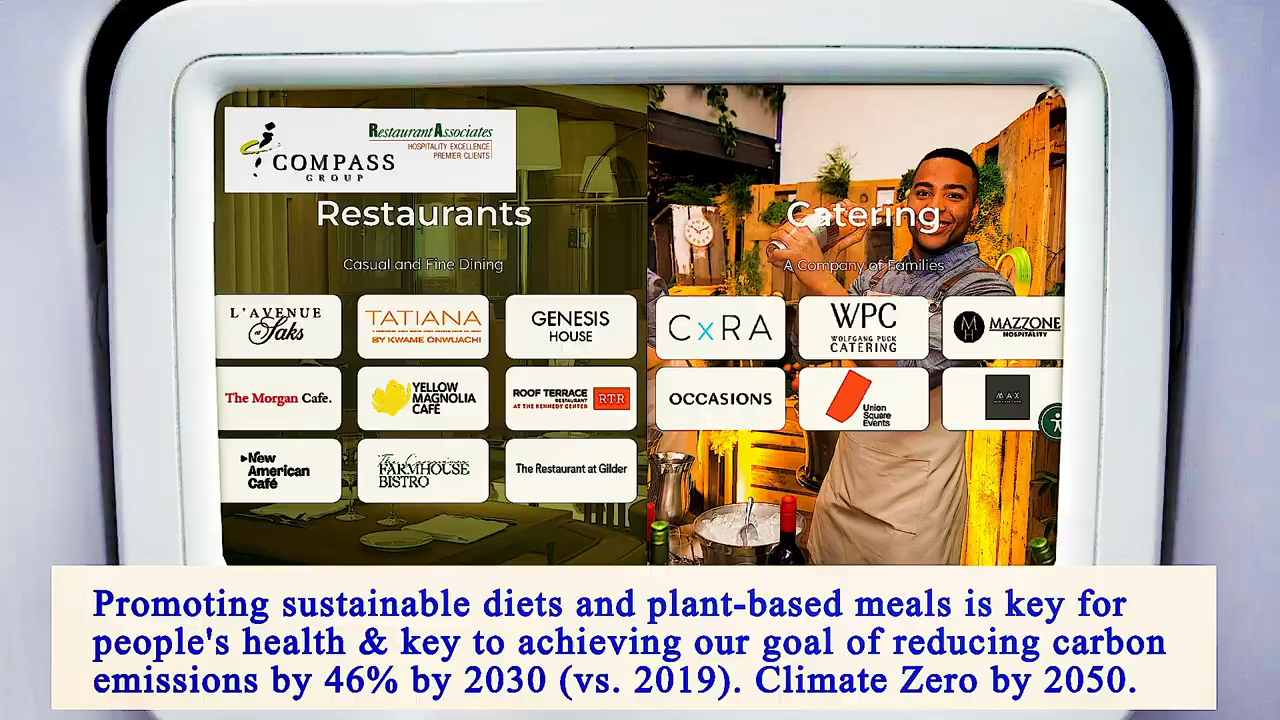 COMPASS
GROUP
RESTAURANT ASSOCIATES
HOSPITALITY EXCELLENCE
PREMIER CLIENTS
Restaurants
Casual and Fine Dining
L'AVENUE
at Saks
TATIANA
BY KWAME ONWUACHI
GENESIS
HOUSE
The Morgan Cafe.
YELLOW
MAGNOLIA
CAFÉ
ROOF TERRACE
RESTAURANT
AT THE KENNEDY CENTER
RTR
New
American
Café
FARMHOUSE
BISTRO
The Restaurant at Gilder
Catering
A Company of Families
CxRA
WPC
WOLFGANG PUCK
CATERING
MH
MAZZONE
HOSPITALITY
OCCASIONS
Union
Square
Events
MAX
Promoting sustainable diets and plant-based meals is key for
people's health & key to achieving our goal of reducing carbon
emissions by 46% by 2030 (vs. 2019). Climate Zero by 2050.